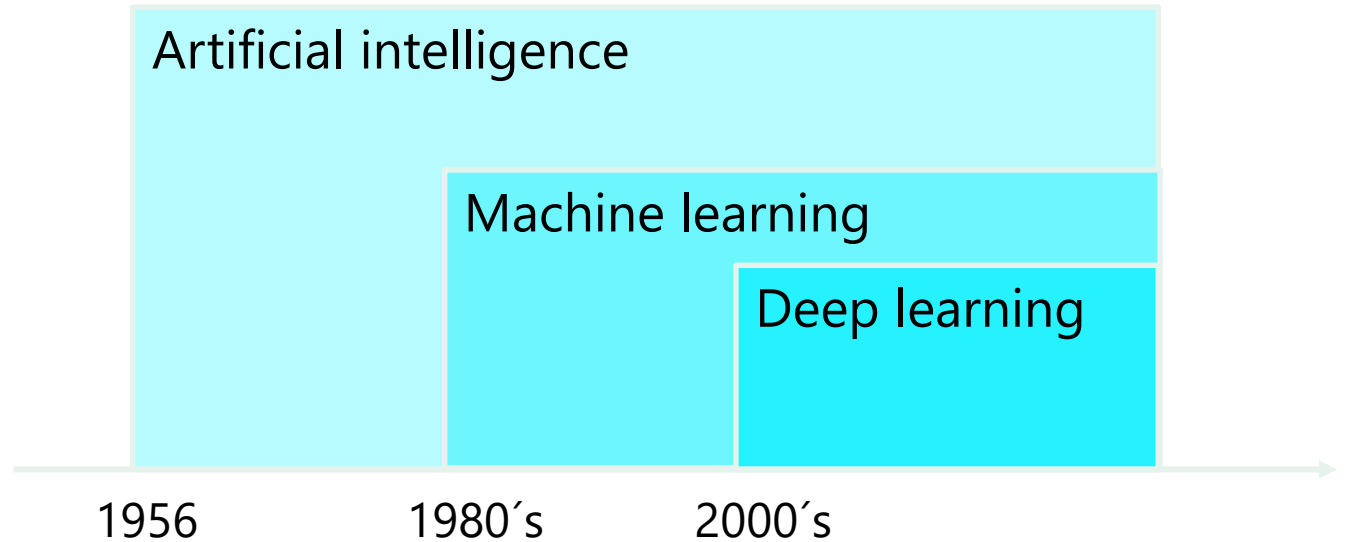 Artificial intelligence
Machine learning
Deep learning
1956 1980´s 2000´s